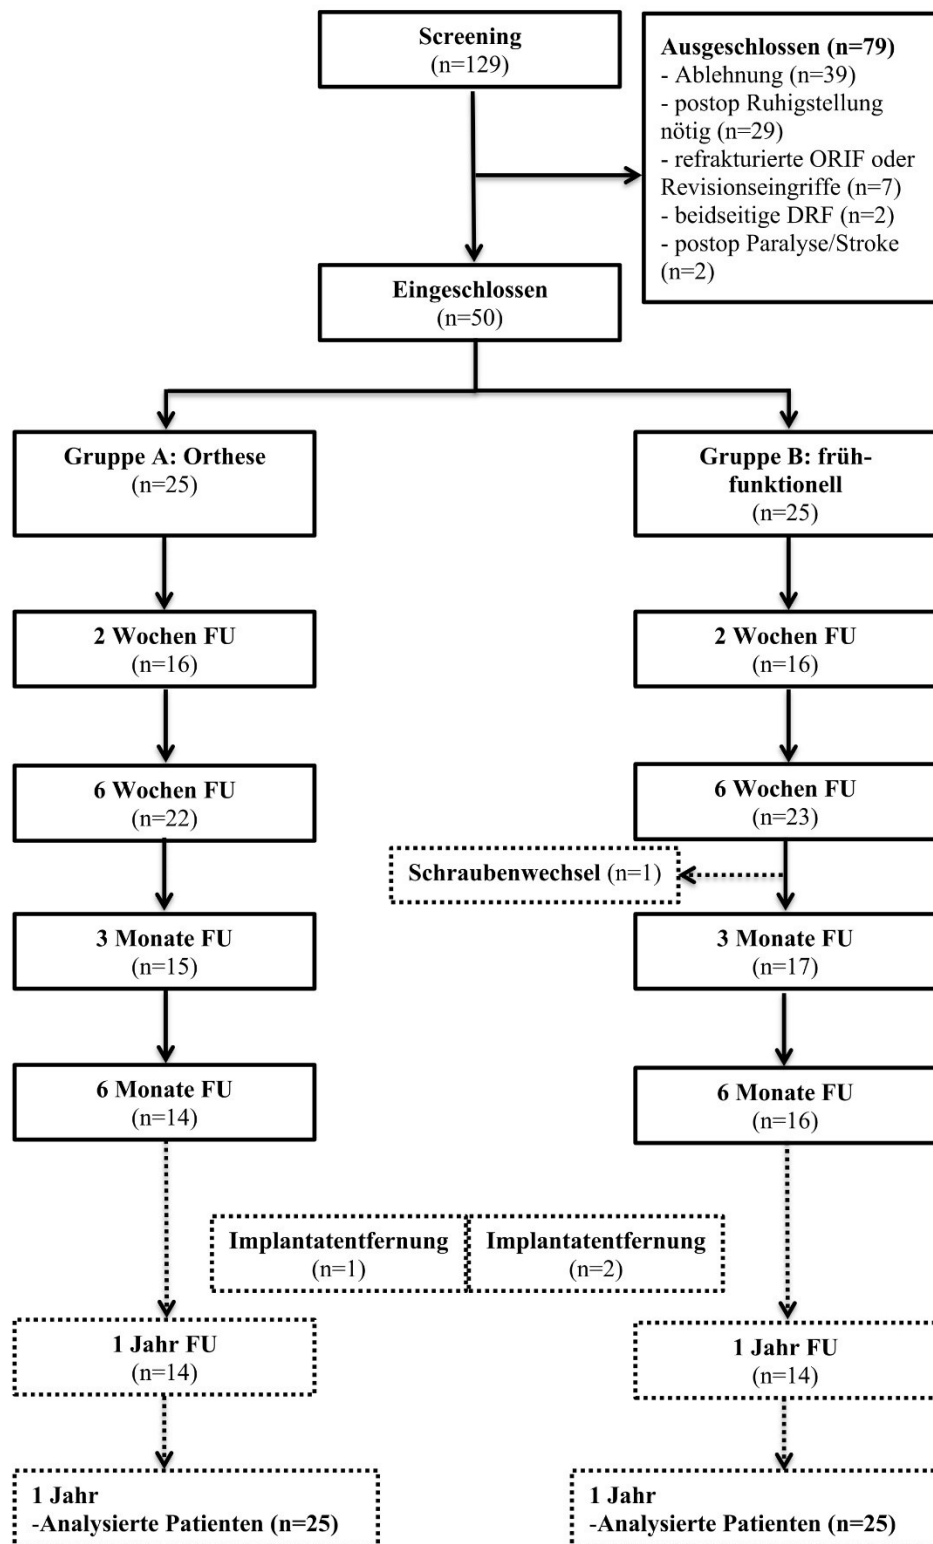 Screening
(n=129)
Ausgeschlossen (n=79)
- Ablehnung (n=39)
- postop Ruhigstellung
nötig (n=29)
- refrakturierte ORIF oder
Revisionseingriffe (n=7)
- beidseitige DRF (n=2)
- postop Paralyse/Stroke
(n=2)
Eingeschlossen
(n=50)
Gruppe A: Orthese
(n=25)
Gruppe B: früh-
funktionell
(n=25)
2 Wochen FU
(n=16)
2 Wochen FU
(n=16)
6 Wochen FU
(n=22)
6 Wochen FU
(n=23)
Schraubenwechsel (n=1)
3 Monate FU
(n=15)
3 Monate FU
(n=17)
6 Monate FU
(n=14)
6 Monate FU
(n=16)
Implantatentfernung
(n=1)
Implantatentfernung
(n=2)
1 Jahr FU
(n=14)
1 Jahr FU
(n=14)
1 Jahr
-Analysierte Patienten (n=25)
1 Jahr
-Analysierte Patienten (n=25)